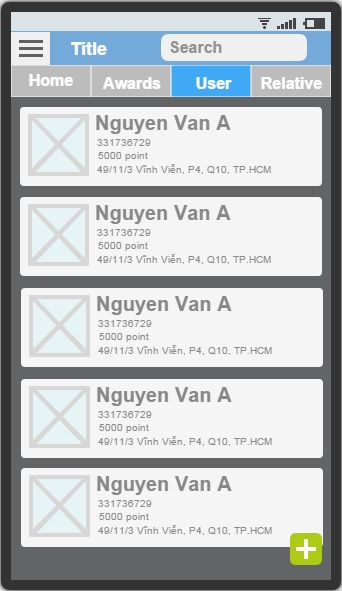 Title
Search
Home Awards User Relative
Nguyen Van A
331736729
5000 point
49/11/3 Vĩnh Viễn, P4, Q10, TP.HCM
Nguyen Van A
331736729
5000 point
49/11/3 Vĩnh Viễn, P4, Q10, TP.HCM
Nguyen Van A
331736729
5000 point
49/11/3 Vĩnh Viễn, P4, Q10, TP.HCM
Nguyen Van A
331736729
5000 point
49/11/3 Vĩnh Viễn, P4, Q10, TP.HCM
Nguyen Van A
331736729
5000 point
49/11/3 Vĩnh Viễn, P4, Q10, TP.HCM